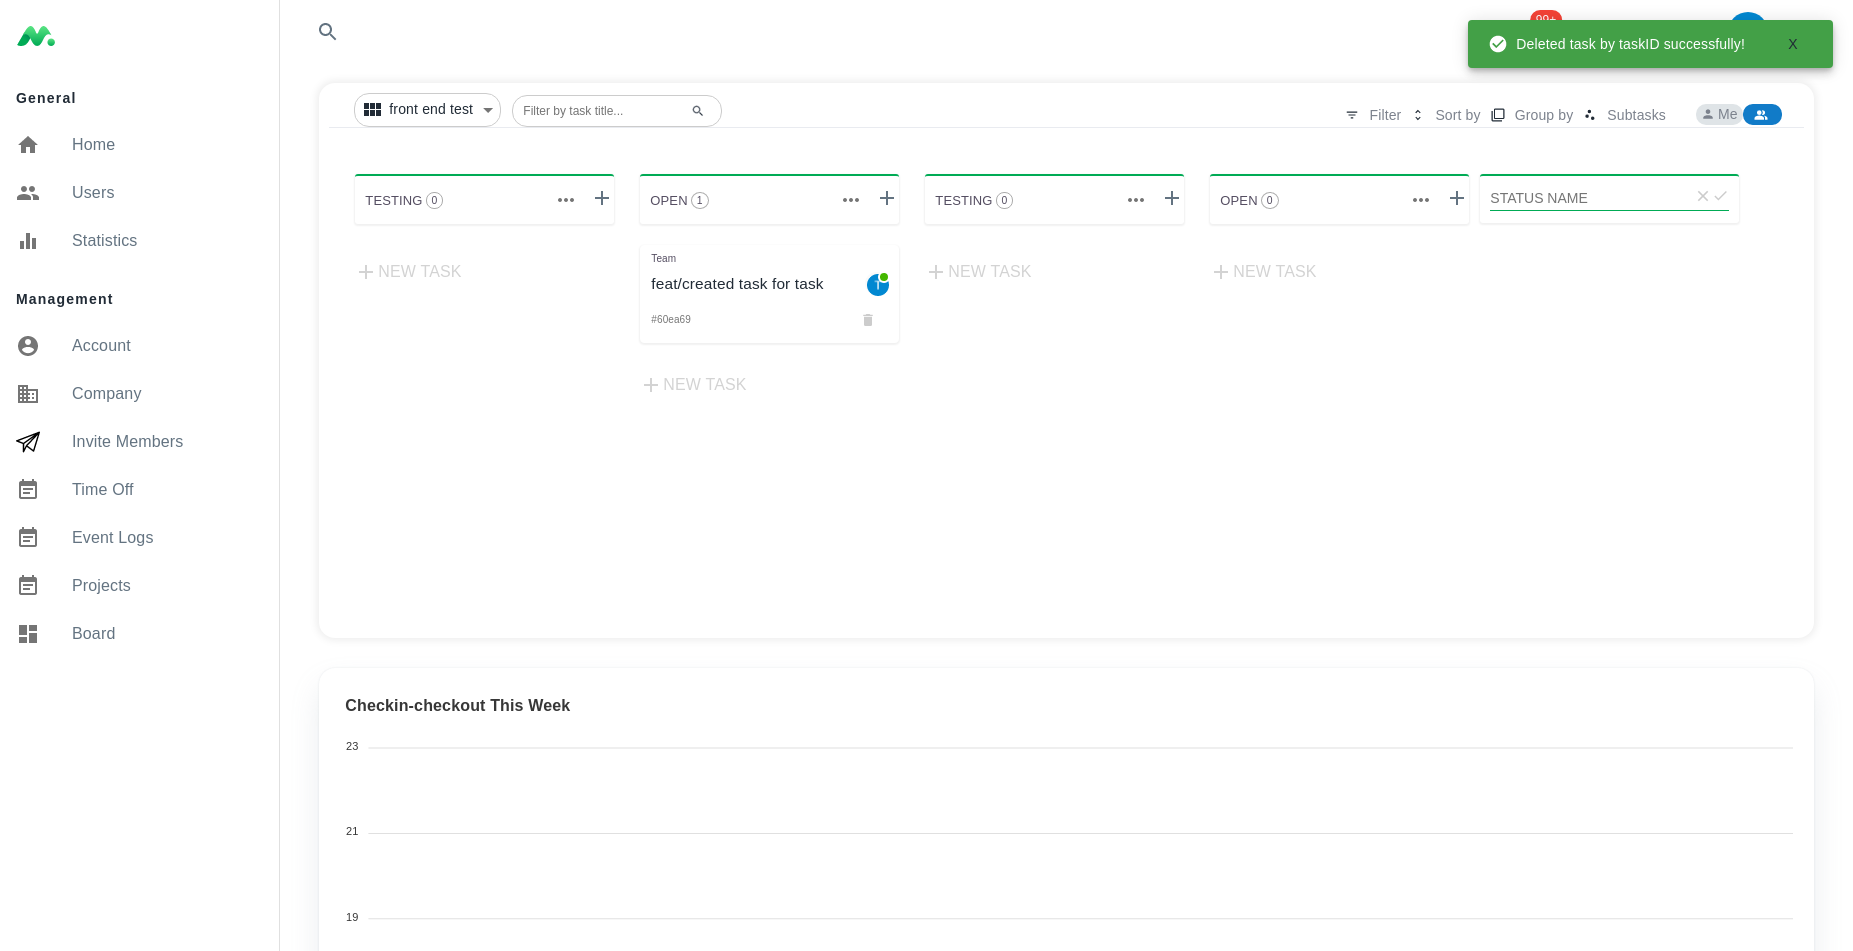 99+
Deleted task by taskID successfully! X
General
Home
Users
Statistics
Management
Account
Company
Invite Members
Time Off
Event Logs
Projects
Board
front end test
Filter by task title...
Filter Sort by Group by Subtasks Me
TESTING 0
NEW TASK
OPEN 1
Team
feat/created task for task T
#60ea69
NEW TASK
TESTING 0
NEW TASK
OPEN 0
NEW TASK
STATUS NAME
Checkin-checkout This Week
23
21
19